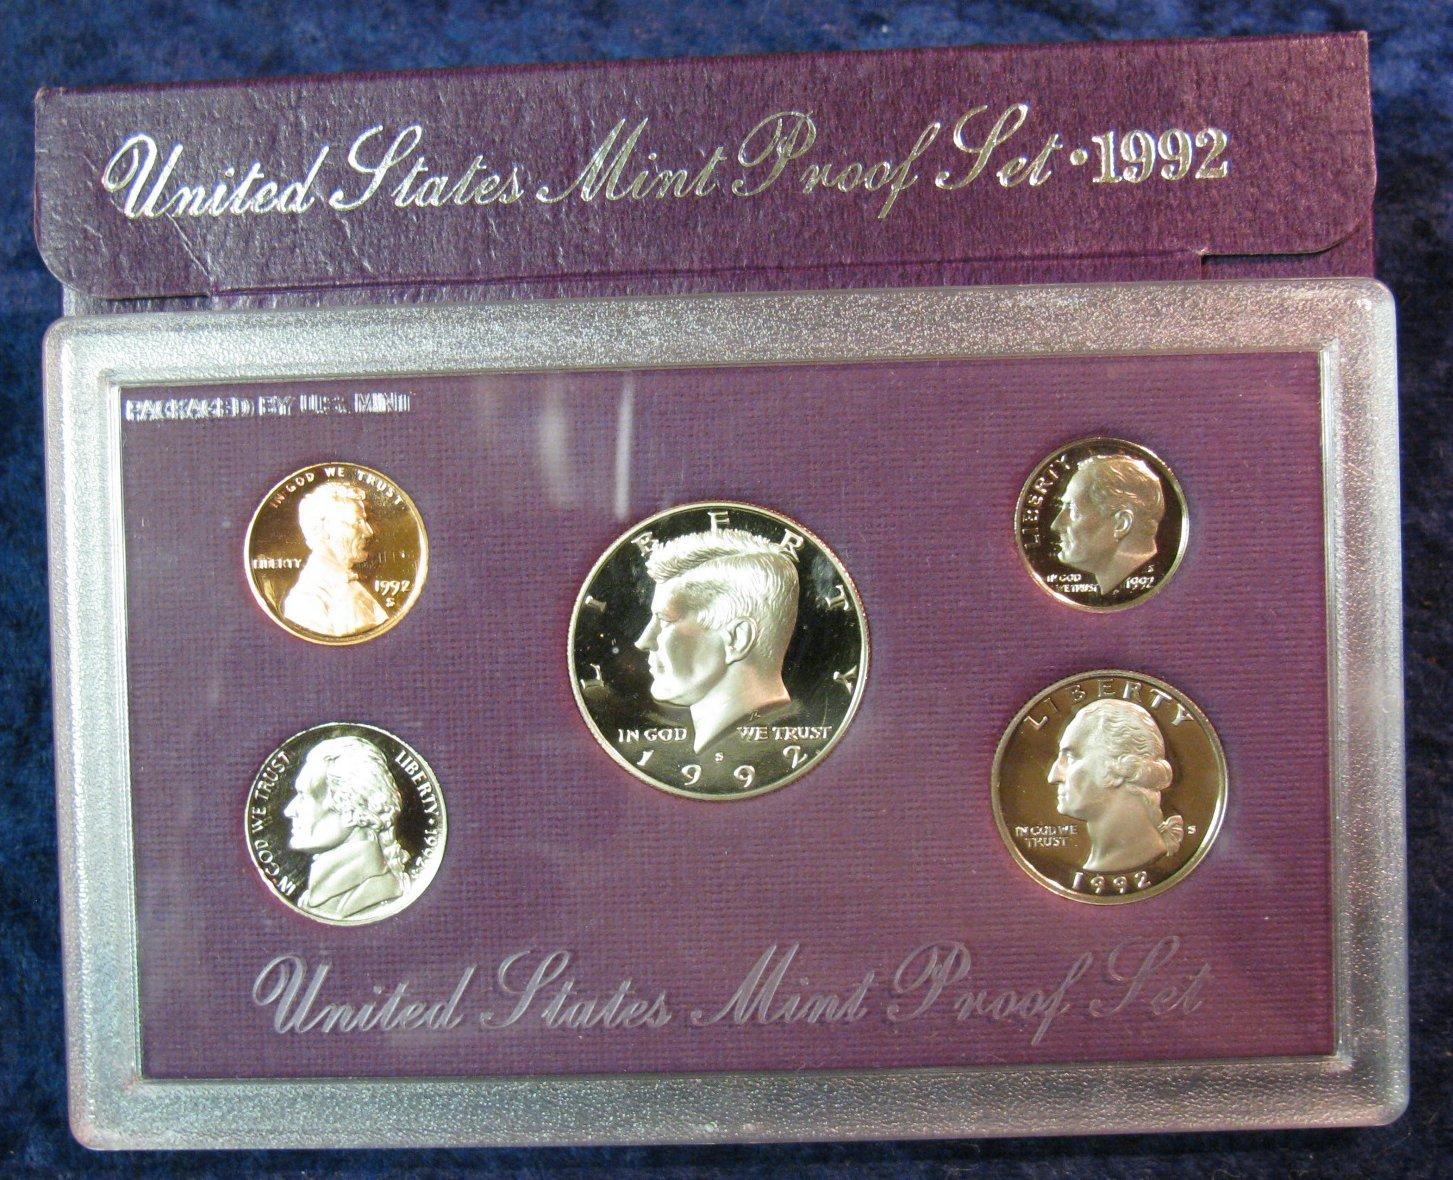 United States Mint Proof Set · 1992
PACKAGED BY U.S. MINT
IN GOD WE TRUST
LIBERTY
1992
S
LIBERTY
IN GOD WE TRUST
1992
S
LIBERTY
IN GOD WE TRUST
S
1992
IN GOD WE TRUST
LIBERTY · 1992
LIBERTY
IN GOD WE TRUST
S
1992
United States Mint Proof Set